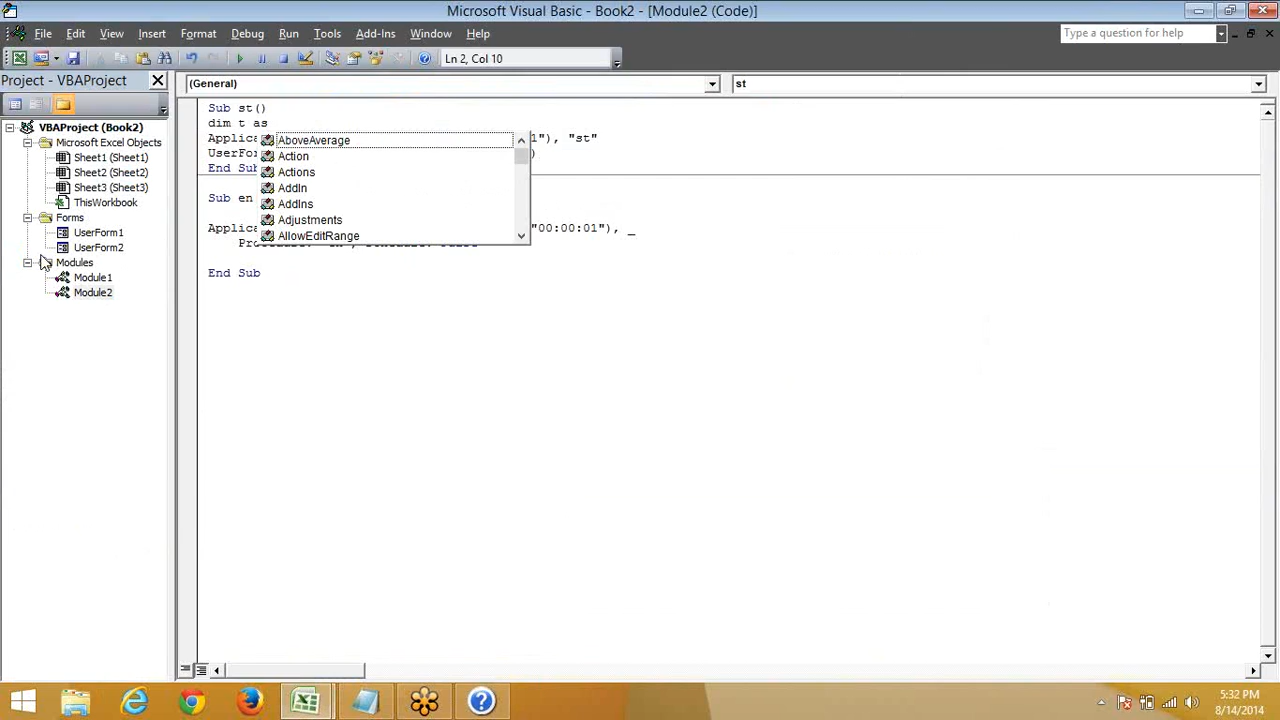 Microsoft Visual Basic - Book2 - [Module2 (Code)]
File Edit View Insert Format Debug Run Tools Add-Ins Window Help
Type a question for help
Ln 2, Col 10
Project - VBAProject
(General)
st
VBAProject (Book2)
Microsoft Excel Objects
Sheet1 (Sheet1)
Sheet2 (Sheet2)
Sheet3 (Sheet3)
ThisWorkbook
Forms
UserForm1
UserForm2
Modules
Module1
Module2
Sub st()
dim t as
Applic 1"), "st"
UserFo )
End Sub
Sub en
Applic "00:00:01"), _
End Sub
AboveAverage
Action
Actions
AddIn
AddIns
Adjustments
AllowEditRange
5:32 PM
8/14/2014